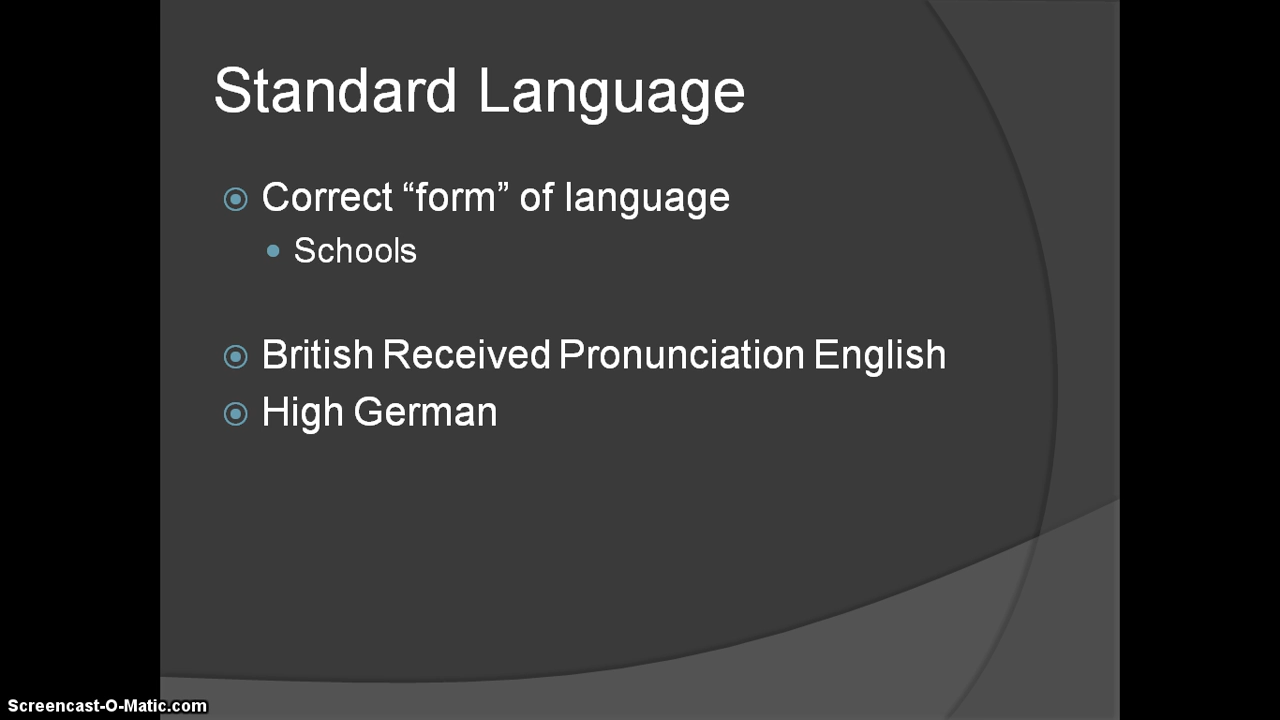 Standard Language
Correct “form” of language
Schools
British Received Pronunciation English
High German
Screencast-O-Matic.com